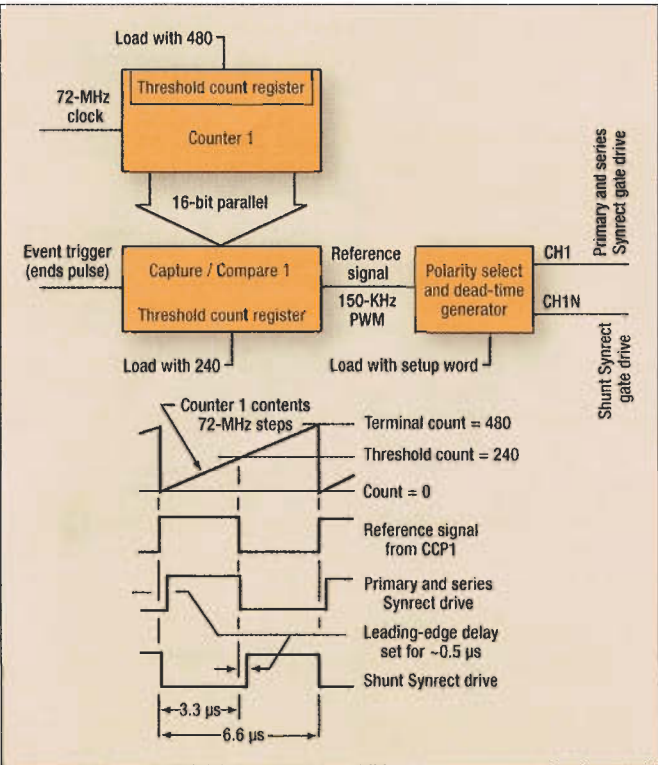 Load with 480
Threshold count register
72-MHz
clock
Counter 1
16-bit parallel
Event trigger
(ends pulse)
Capture / Compare 1
Threshold count register
Reference
signal
150-KHz
PWM
Polarity select
and dead-time
generator
CH1
CH1N
Primary and series
Synrect gate drive
Shunt Synrect
gate drive
Load with 240
Load with setup word
Counter 1 contents
72-MHz steps
Terminal count = 480
Threshold count = 240
Count = 0
Reference signal
from CCP1
Primary and series
Synrect drive
Leading-edge delay
set for ~0.5 µs
Shunt Synrect drive
3.3 µs
6.6 µs